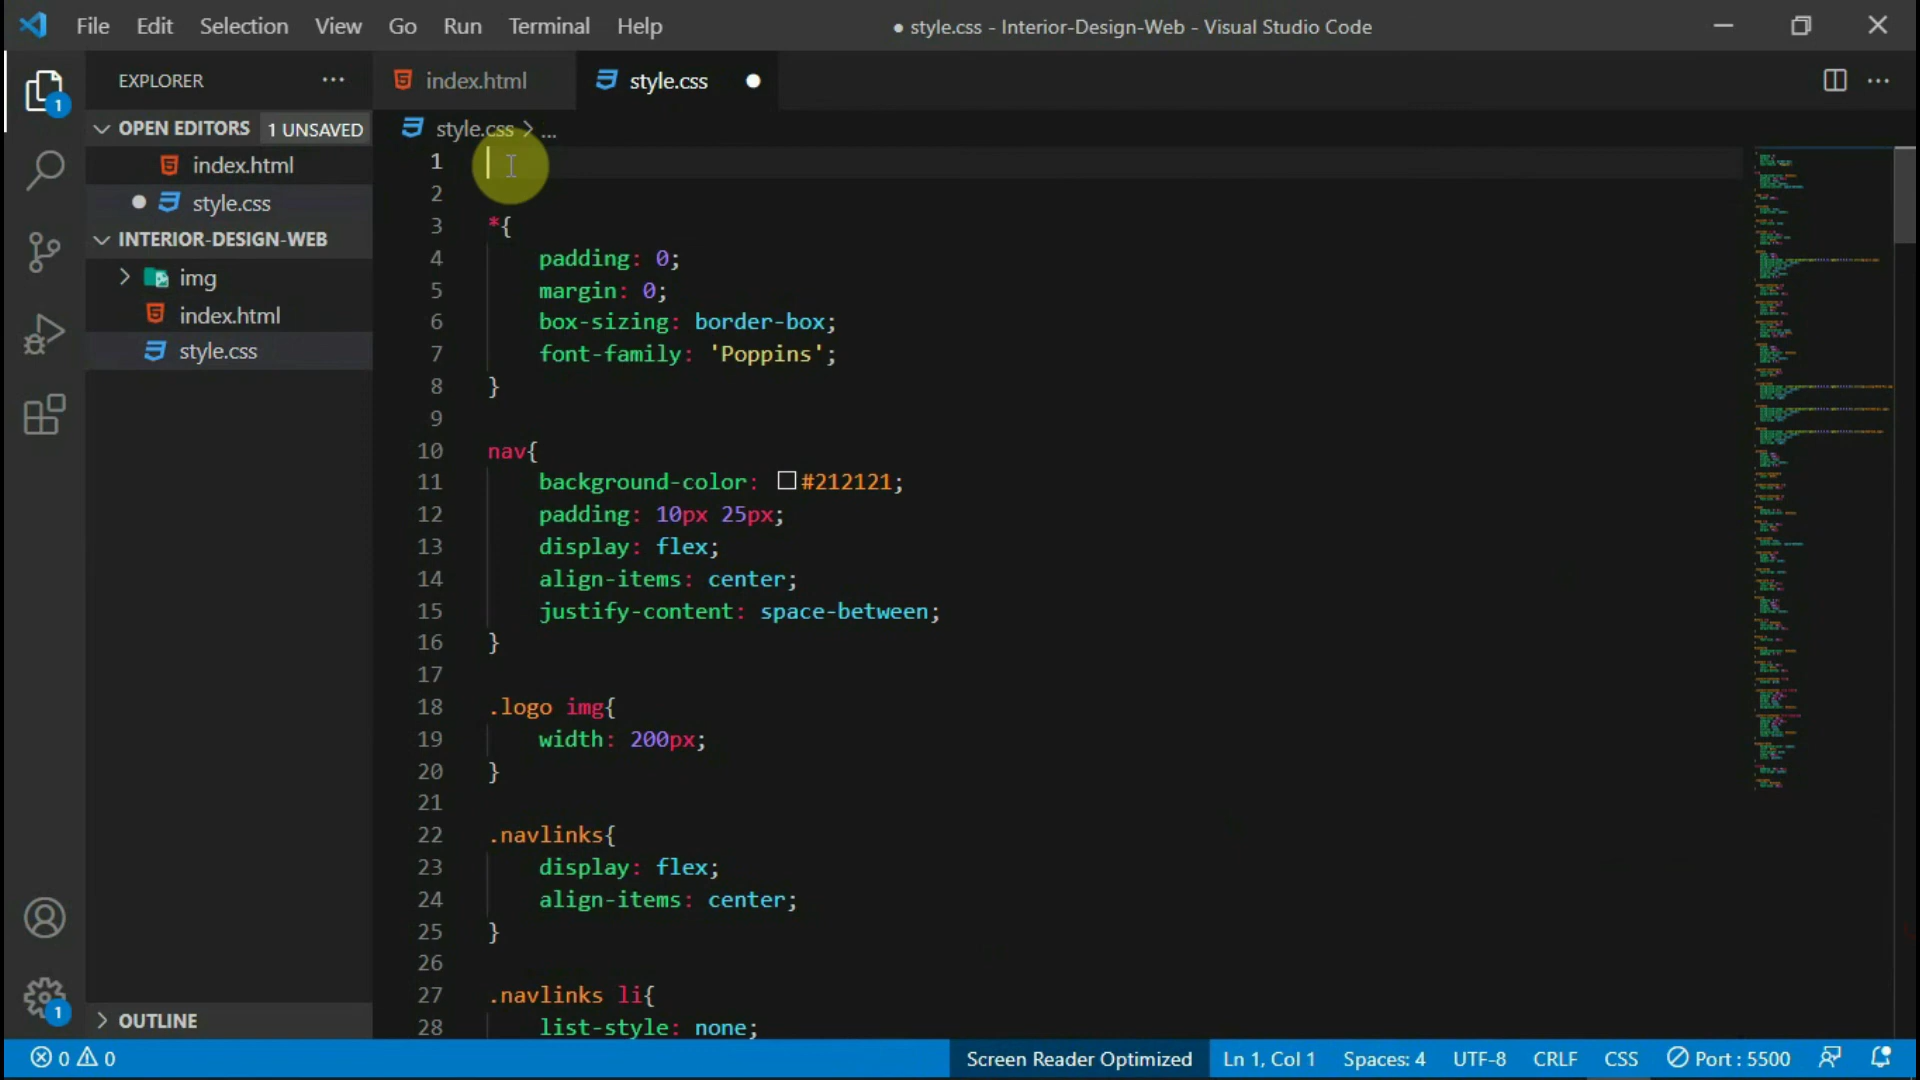 File Edit Selection View Go Run Terminal Help ● style.css - Interior-Design-Web - Visual Studio Code
EXPLORER ...
index.html
style.css
OPEN EDITORS 1 UNSAVED
style.css > ...
index.html
style.css
INTERIOR-DESIGN-WEB
img
index.html
style.css
OUTLINE
1
2
3 *{
4 padding: 0;
5 margin: 0;
6 box-sizing: border-box;
7 font-family: 'Poppins';
8 }
9
10 nav{
11 background-color: #212121;
12 padding: 10px 25px;
13 display: flex;
14 align-items: center;
15 justify-content: space-between;
16 }
17
18 .logo img{
19 width: 200px;
20 }
21
22 .navlinks{
23 display: flex;
24 align-items: center;
25 }
26
27 .navlinks li{
28 list-style: none;
1
1
0 0 Screen Reader Optimized Ln 1, Col 1 Spaces: 4 UTF-8 CRLF CSS Port : 5500